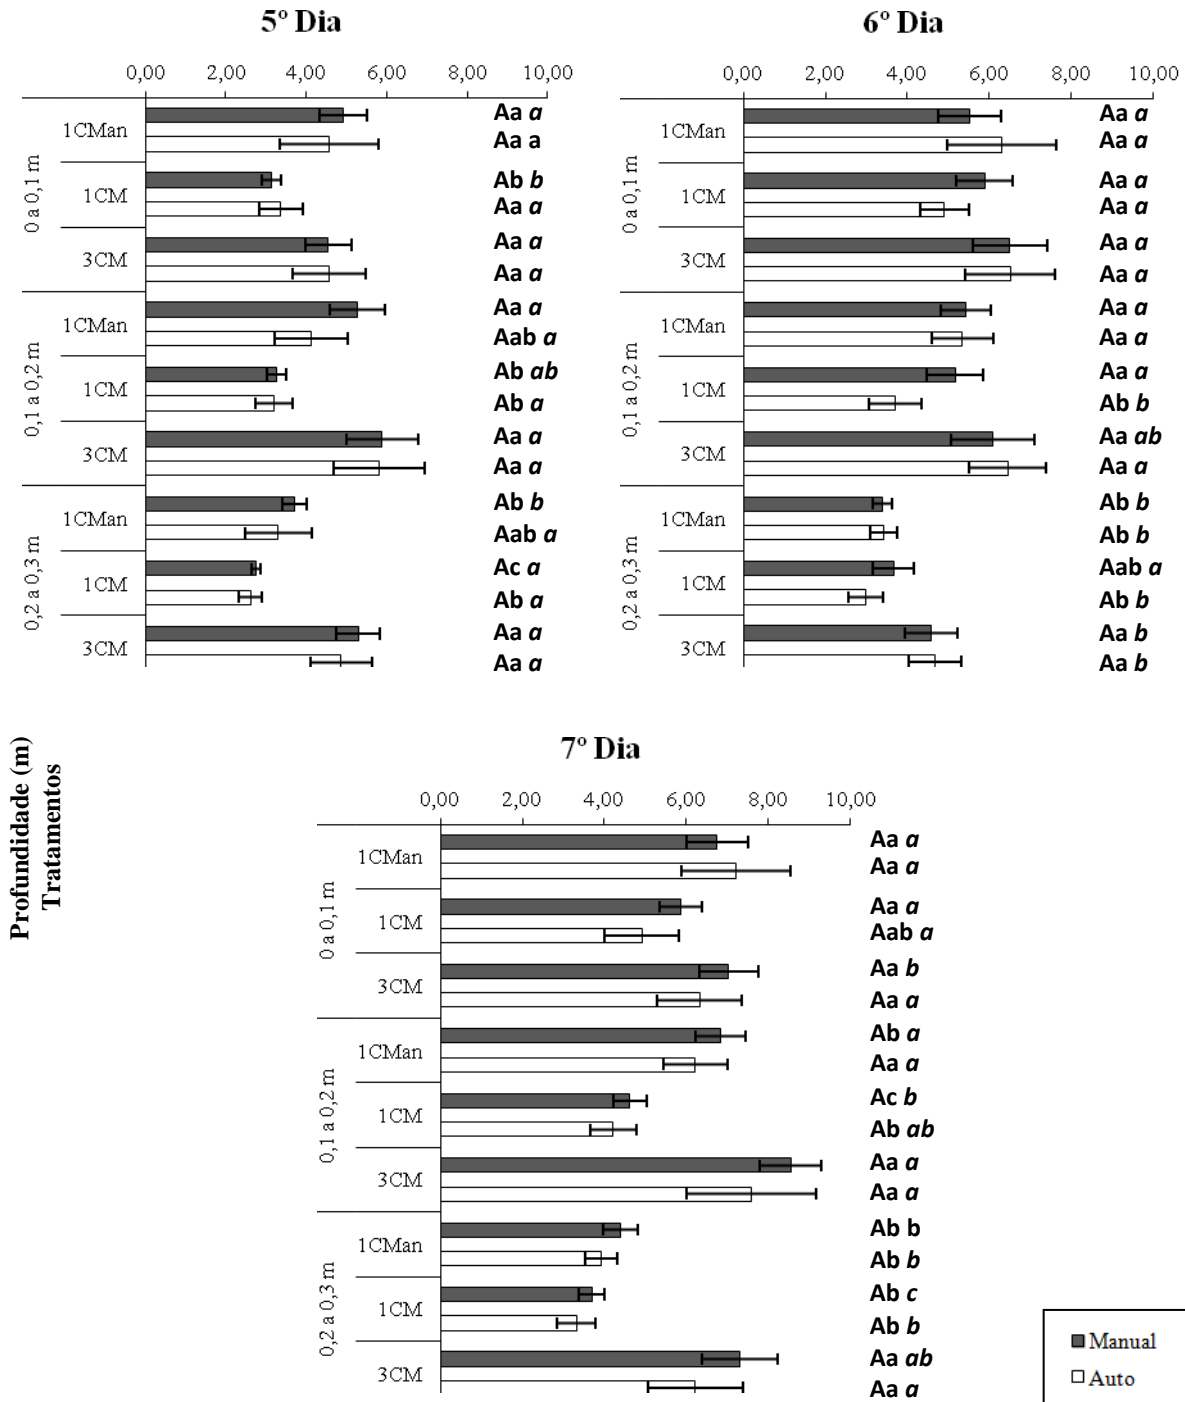 5º Dia
0,00 2,00 4,00 6,00 8,00 10,00
0 a 0,1 m
1CMan
Aa a
Aa a
1CM
Ab b
Aa a
3CM
Aa a
Aa a
0,1 a 0,2 m
1CMan
Aa a
Aab a
1CM
Ab ab
Ab a
3CM
Aa a
Aa a
0,2 a 0,3 m
1CMan
Ab b
Aab a
1CM
Ac a
Ab a
3CM
Aa a
Aa a
6º Dia
0,00 2,00 4,00 6,00 8,00 10,00
0 a 0,1 m
1CMan
Aa a
Aa a
1CM
Aa a
Aa a
3CM
Aa a
Aa a
0,1 a 0,2 m
1CMan
Aa a
Aa a
1CM
Aa a
Ab b
3CM
Aa ab
Aa a
0,2 a 0,3 m
1CMan
Ab b
Ab b
1CM
Aab a
Ab b
3CM
Aa b
Aa b
Profundidade (m)
Tratamentos
7º Dia
0,00 2,00 4,00 6,00 8,00 10,00
0 a 0,1 m
1CMan
Aa a
Aa a
1CM
Aa a
Aab a
3CM
Aa b
Aa a
0,1 a 0,2 m
1CMan
Ab a
Aa a
1CM
Ac b
Ab ab
3CM
Aa a
Aa a
0,2 a 0,3 m
1CMan
Ab b
Ab b
1CM
Ab c
Ab b
3CM
Aa ab
Aa a
Manual
Auto